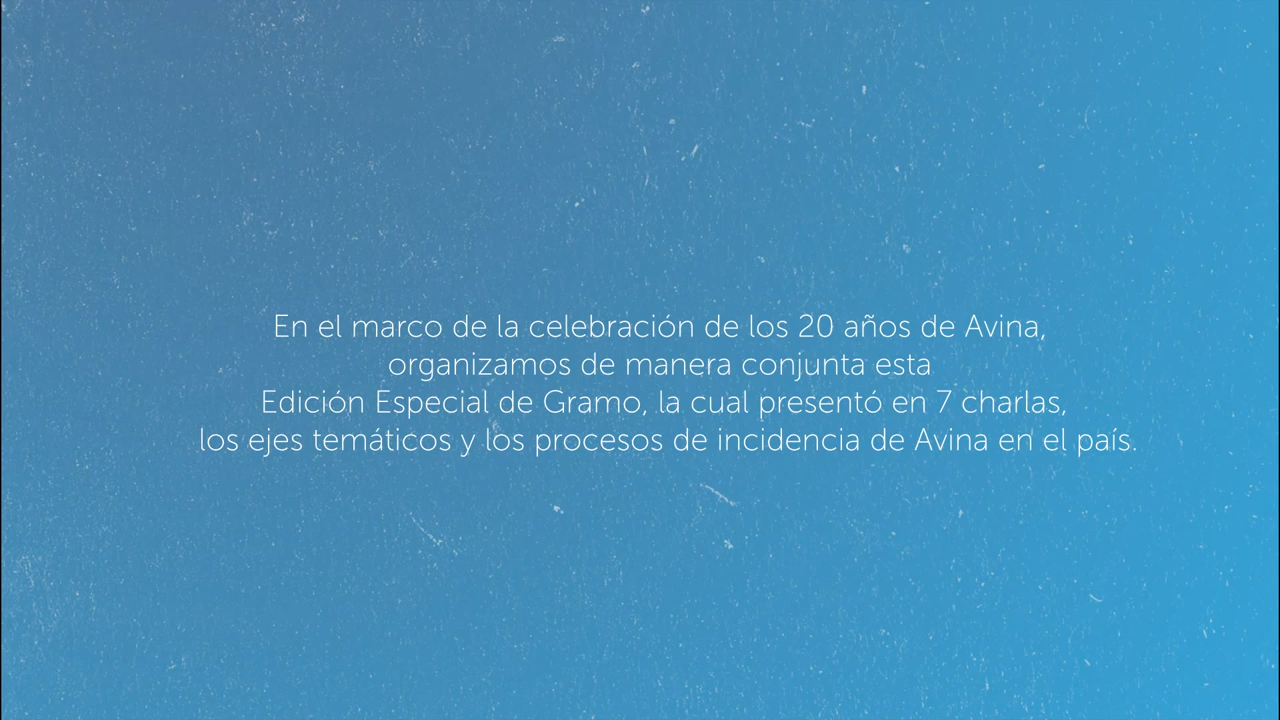 En el marco de la celebración de los 20 años de Avina,
organizamos de manera conjunta esta
Edición Especial de Gramo, la cual presentó en 7 charlas,
los ejes temáticos y los procesos de incidencia de Avina en el país.